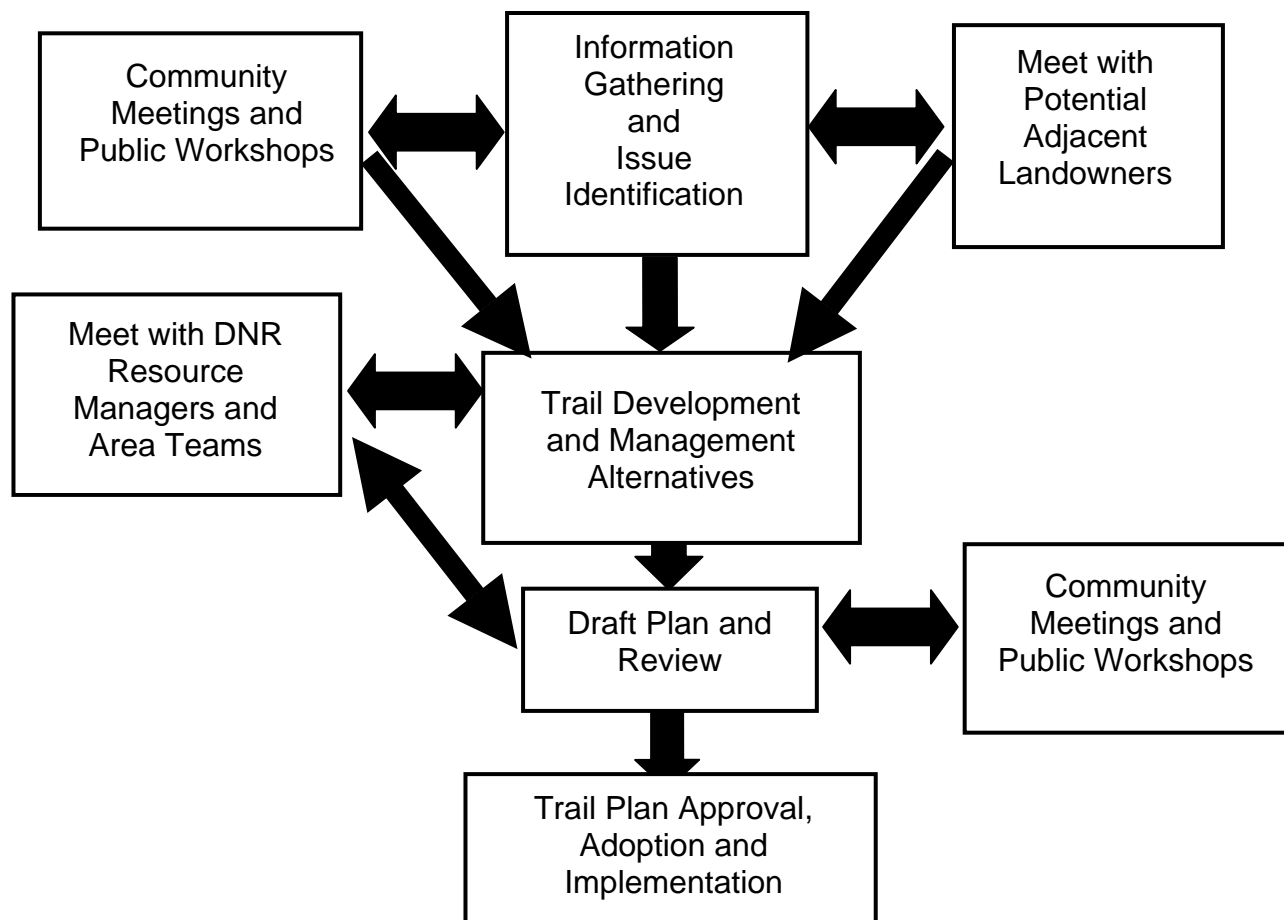 Community
Meetings and
Public Workshops
Information
Gathering
and
Issue
Identification
Meet with
Potential
Adjacent
Landowners
Meet with DNR
Resource
Managers and
Area Teams
Trail Development
and Management
Alternatives
Draft Plan and
Review
Community
Meetings and
Public Workshops
Trail Plan Approval,
Adoption and
Implementation